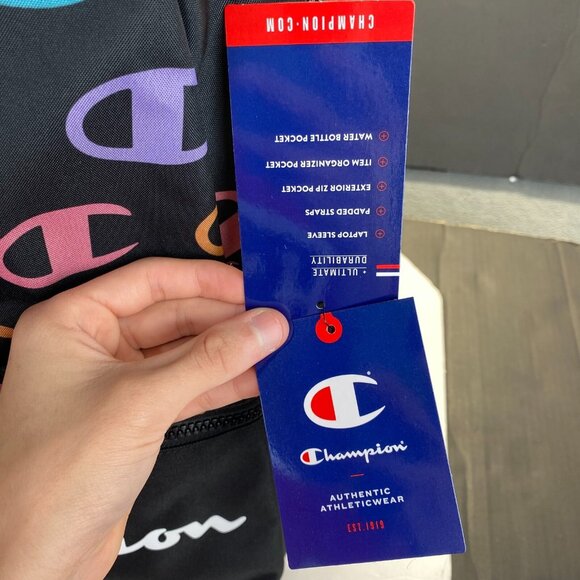 CHAMPION.COM
+ ULTIMATE
DURABILITY
LAPTOP SLEEVE
PADDED STRAPS
EXTERIOR ZIP POCKET
ITEM ORGANIZER POCKET
WATER BOTTLE POCKET
Champion
AUTHENTIC
ATHLETICWEAR
EST. 1919
pion